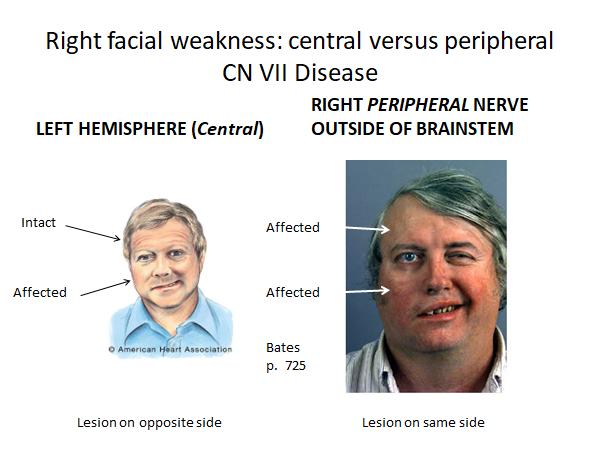 Right facial weakness: central versus peripheral
CN VII Disease
LEFT HEMISPHERE (Central)
RIGHT PERIPHERAL NERVE
OUTSIDE OF BRAINSTEM
Intact
Affected
© American Heart Association
Affected
Affected
Bates
p. 725
Lesion on opposite side
Lesion on same side